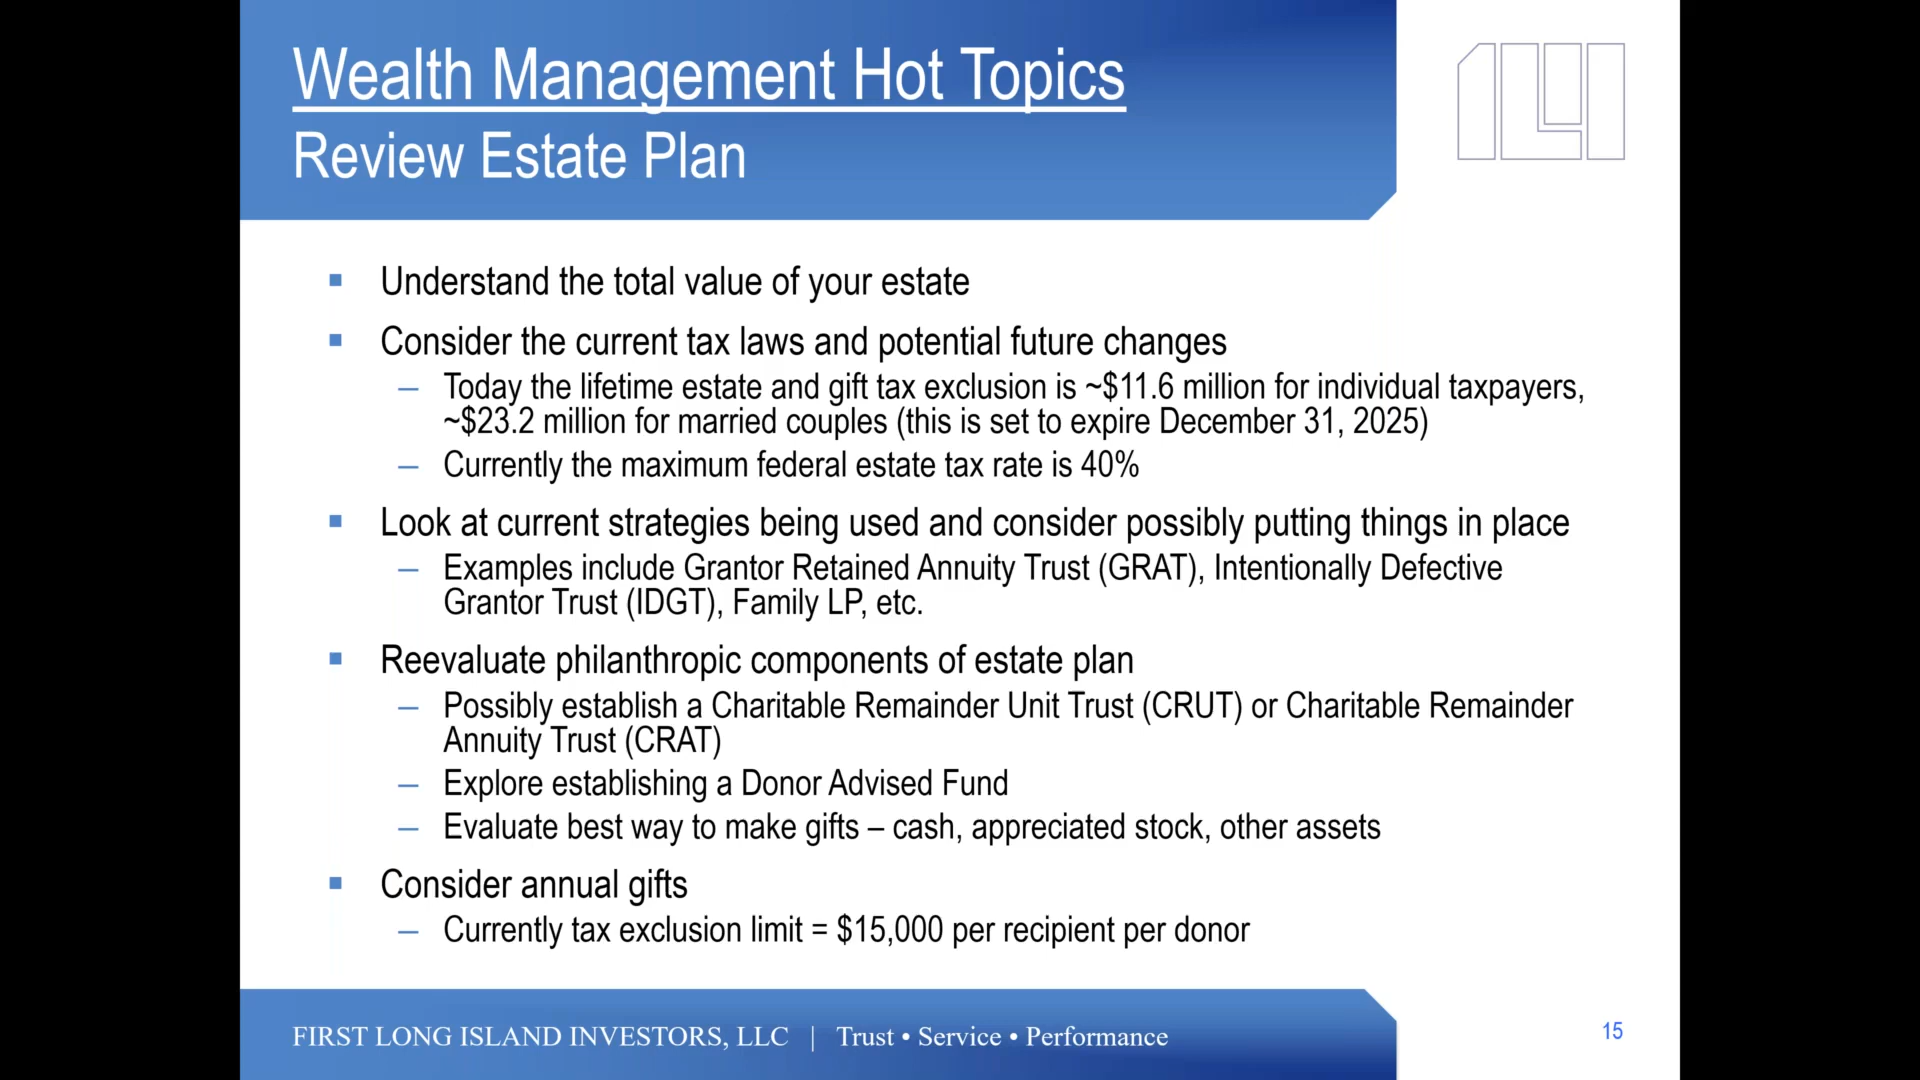 Wealth Management Hot Topics
Review Estate Plan
Understand the total value of your estate
Consider the current tax laws and potential future changes
– Today the lifetime estate and gift tax exclusion is ~$11.6 million for individual taxpayers,
~$23.2 million for married couples (this is set to expire December 31, 2025)
– Currently the maximum federal estate tax rate is 40%
Look at current strategies being used and consider possibly putting things in place
– Examples include Grantor Retained Annuity Trust (GRAT), Intentionally Defective
Grantor Trust (IDGT), Family LP, etc.
Reevaluate philanthropic components of estate plan
– Possibly establish a Charitable Remainder Unit Trust (CRUT) or Charitable Remainder
Annuity Trust (CRAT)
– Explore establishing a Donor Advised Fund
– Evaluate best way to make gifts – cash, appreciated stock, other assets
Consider annual gifts
– Currently tax exclusion limit = $15,000 per recipient per donor
FIRST LONG ISLAND INVESTORS, LLC | Trust • Service • Performance
15